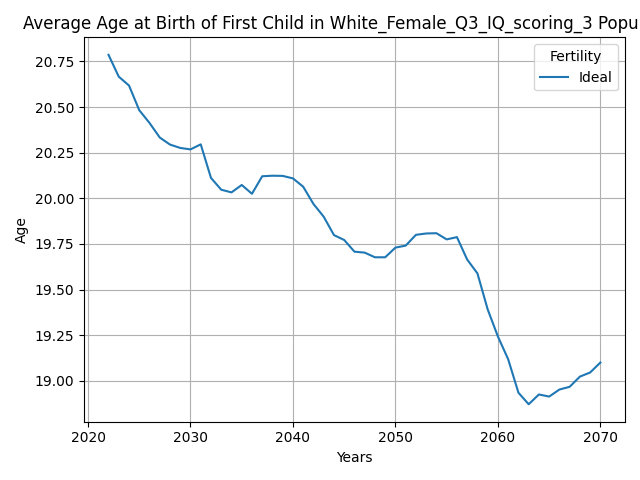 Average Age at Birth of First Child in White_Female_Q3_IQ_scoring_3 Popu
Fertility
Ideal
20.75
20.50
20.25
20.00
19.75
19.50
19.25
19.00
Age
2020 2030 2040 2050 2060 2070
Years